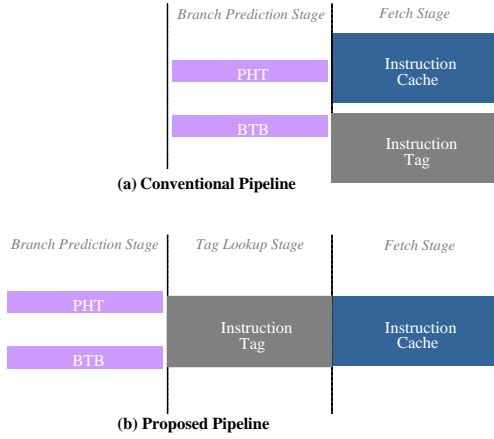 Branch Prediction Stage
Fetch Stage
PHT
Instruction
Cache
BTB
Instruction
Tag
(a) Conventional Pipeline
Branch Prediction Stage
Tag Lookup Stage
Fetch Stage
PHT
Instruction
Tag
Instruction
Cache
BTB
(b) Proposed Pipeline